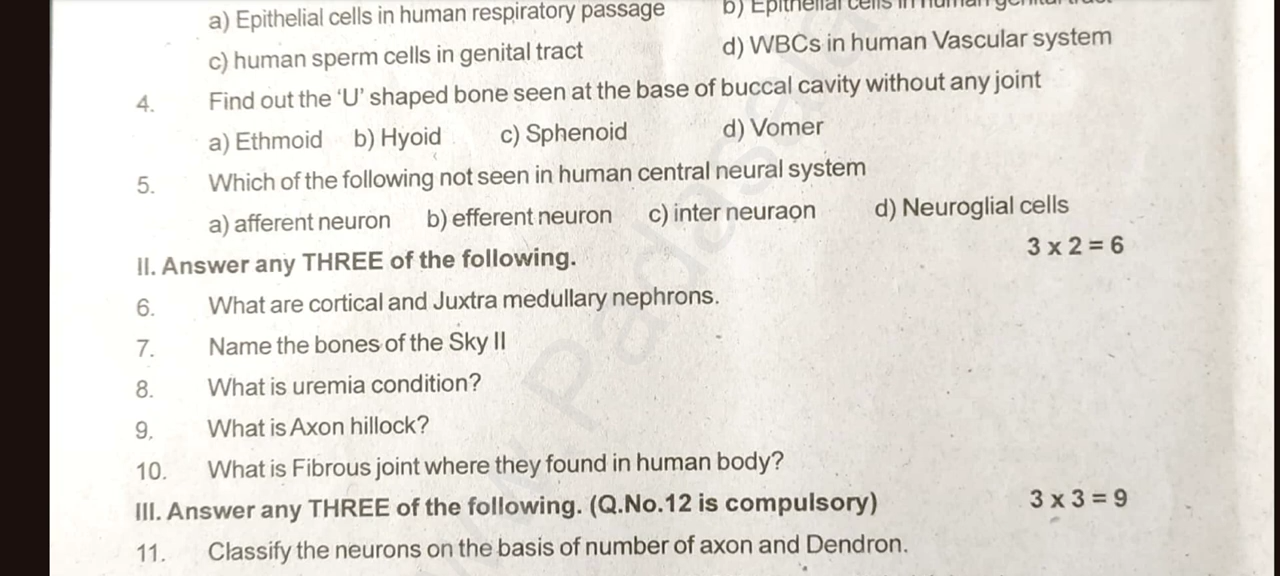 a) Epithelial cells in human respiratory passage b) Epithelial cells in human genital tract
c) human sperm cells in genital tract d) WBCs in human Vascular system
4. Find out the ‘U’ shaped bone seen at the base of buccal cavity without any joint
a) Ethmoid b) Hyoid c) Sphenoid d) Vomer
5. Which of the following not seen in human central neural system
a) afferent neuron b) efferent neuron c) inter neuraon d) Neuroglial cells
II. Answer any THREE of the following. 3 x 2 = 6
6. What are cortical and Juxtra medullary nephrons.
7. Name the bones of the Sky II
8. What is uremia condition?
9. What is Axon hillock?
10. What is Fibrous joint where they found in human body?
III. Answer any THREE of the following. (Q.No.12 is compulsory) 3 x 3 = 9
11. Classify the neurons on the basis of number of axon and Dendron.